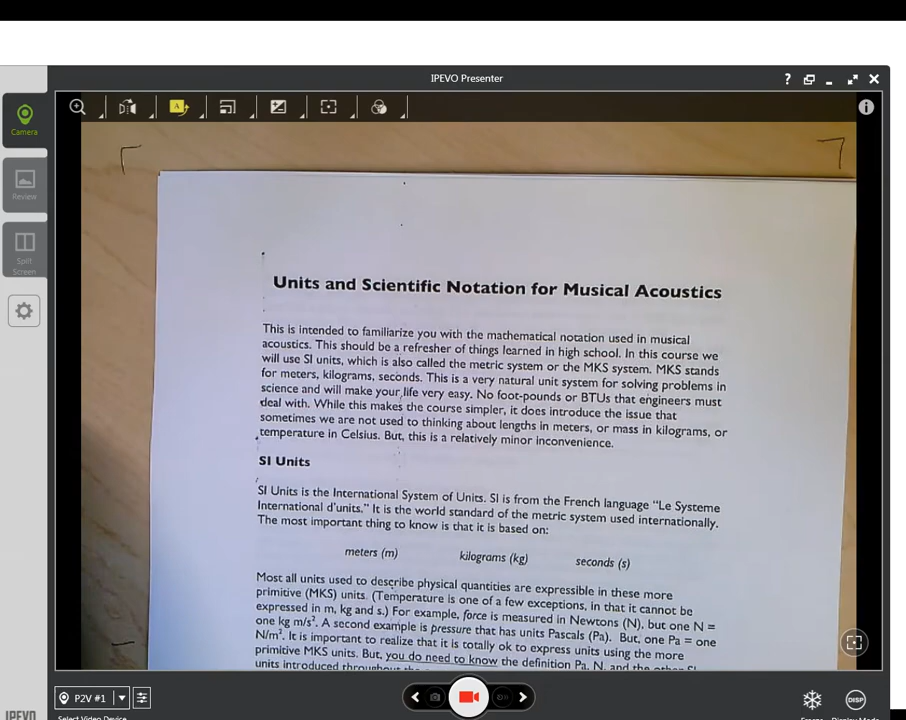 IPEVO Presenter
?
Camera
Review
Split
Screen
Units and Scientific Notation for Musical Acoustics
This is intended to familiarize you with the mathematical notation used in musical
acoustics. This should be a refresher of things learned in high school. In this course we
will use SI units, which is also called the metric system or the MKS system. MKS stands
for meters, kilograms, seconds. This is a very natural unit system for solving problems in
science and will make your life very easy. No foot-pounds or BTUs that engineers must
deal with. While this makes the course simpler, it does introduce the issue that
sometimes we are not used to thinking about lengths in meters, or mass in kilograms, or
temperature in Celsius. But, this is a relatively minor inconvenience.
SI Units
SI Units is the International System of Units. SI is from the French language "Le Systeme
International d'units." It is the world standard of the metric system used internationally.
The most important thing to know is that it is based on:
meters (m) kilograms (kg) seconds (s)
Most all units used to describe physical quantities are expressible in these more
primitive (MKS) units. (Temperature is one of a few exceptions, in that it cannot be
expressed in m, kg and s.) For example, force is measured in Newtons (N), but one N =
one kg m/s². A second example is pressure that has units Pascals (Pa). But, one Pa = one
N/m². It is important to realize that it is totally ok to express units using the more
primitive MKS units. But, you do need to know the definition Pa, N, and the other SI
units introduced throughout the
P2V #1
DISP
IPEVO
Select Video Device
Freeze Display Mode